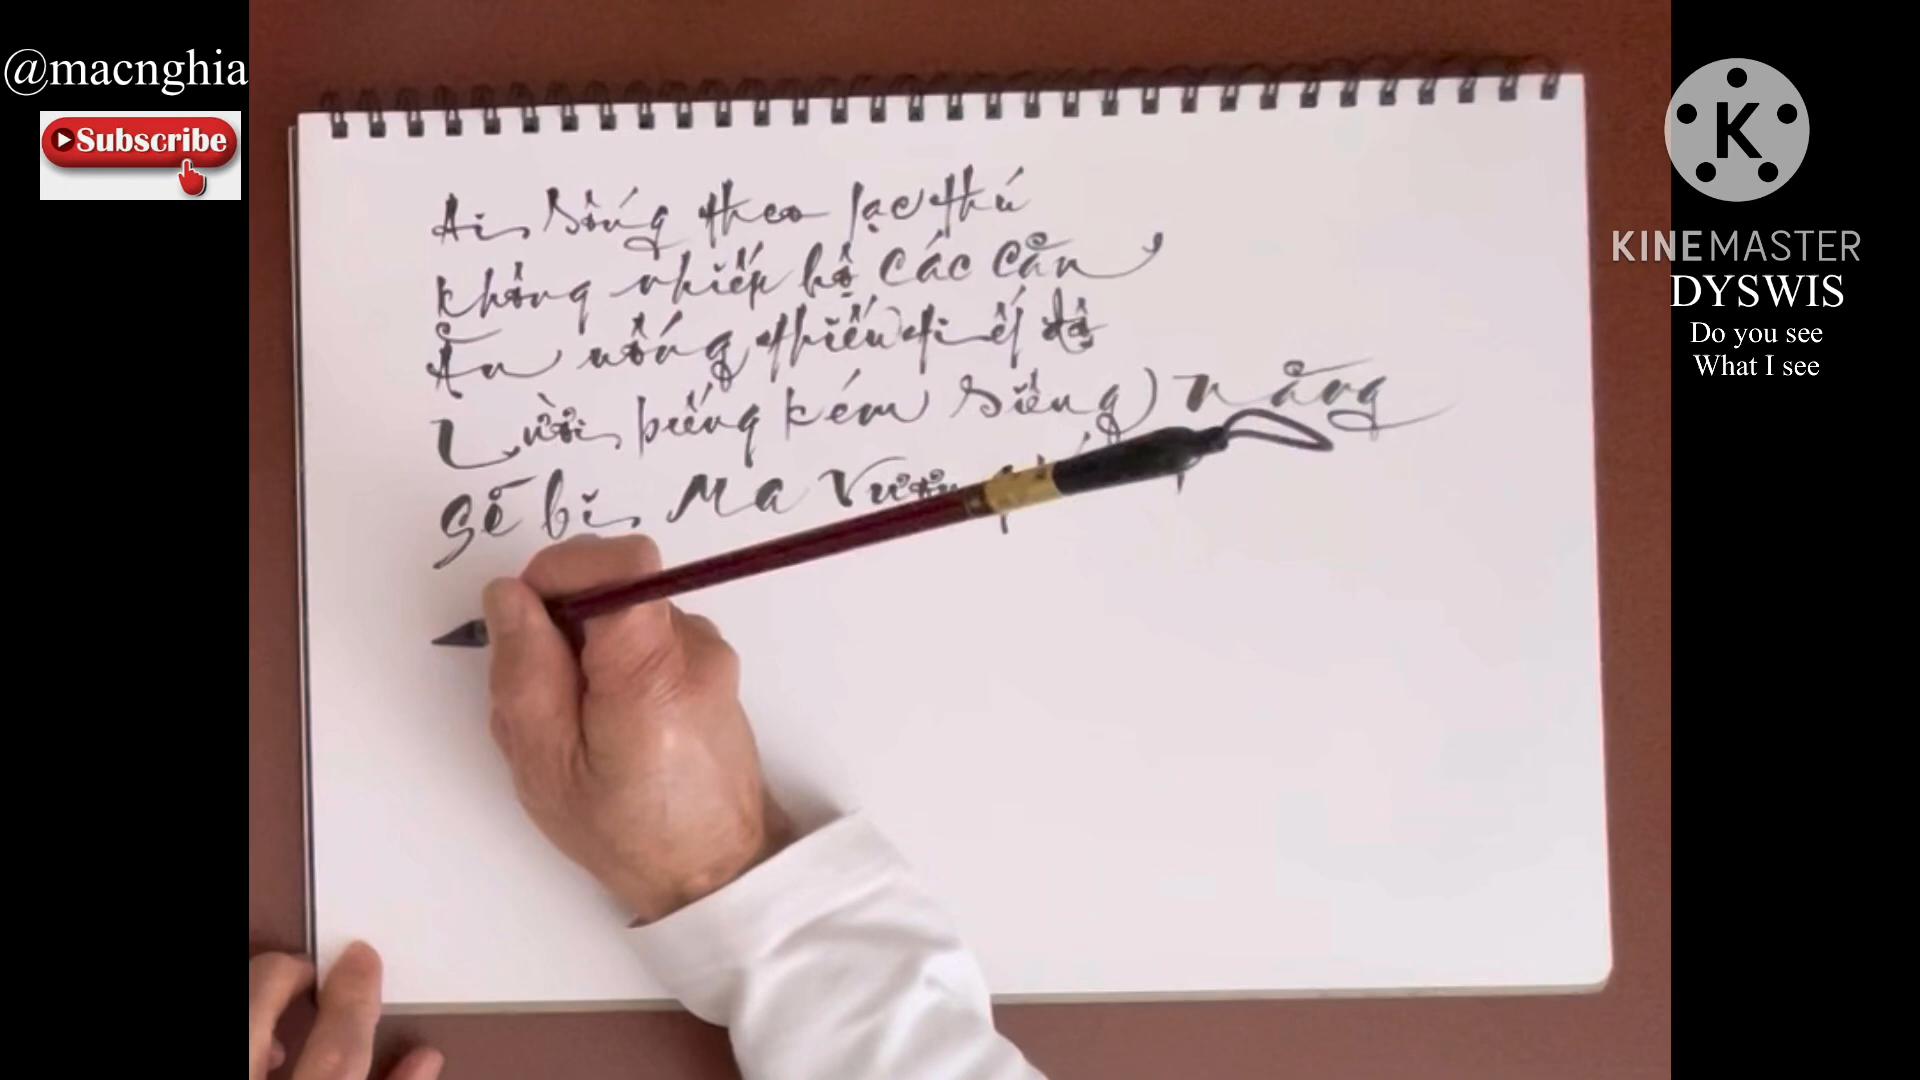 @macnghia
Subscribe
Ai sống theo lạc thú
Không nhiếp hộ các căn
Ăn uống thiếu tiết độ
Lười biếng kém siêng năng
Sẽ bị Ma Vương
K
KINEMASTER
DYSWIS
Do you see
What I see